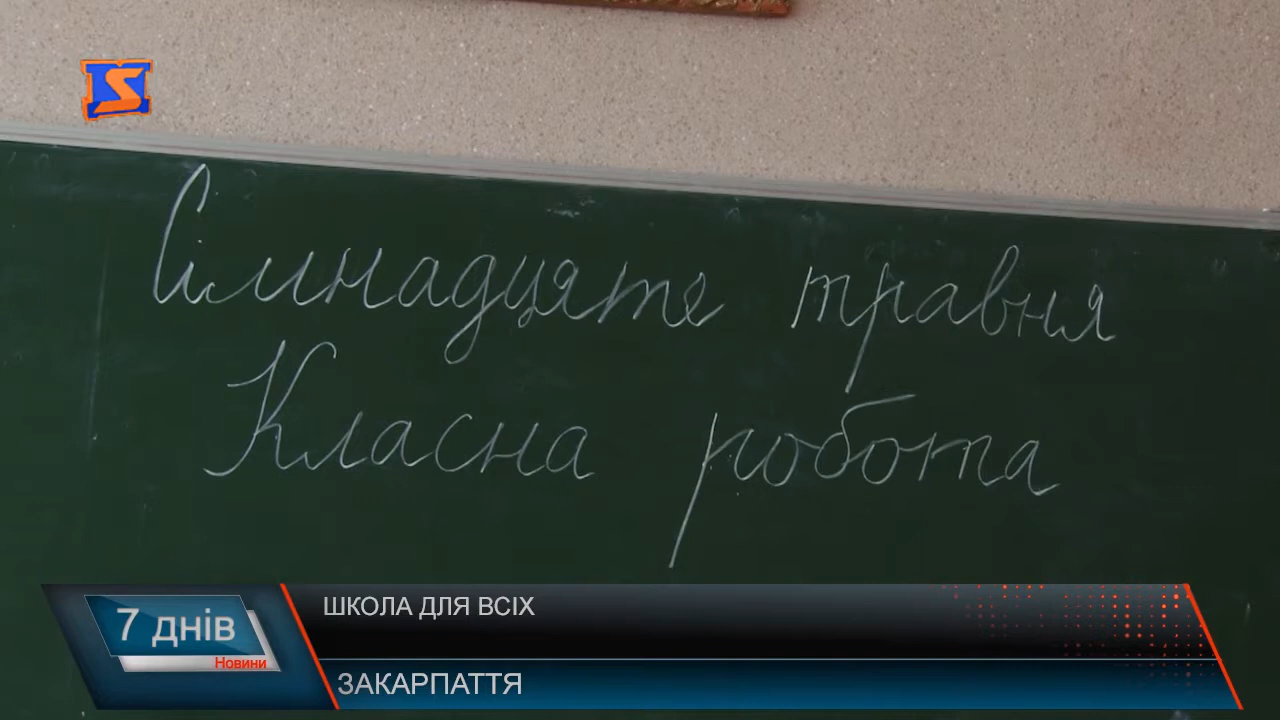 Сімнадцяте травня
Класна робота
7 днів
Новини
ШКОЛА ДЛЯ ВСІХ
ЗАКАРПАТТЯ